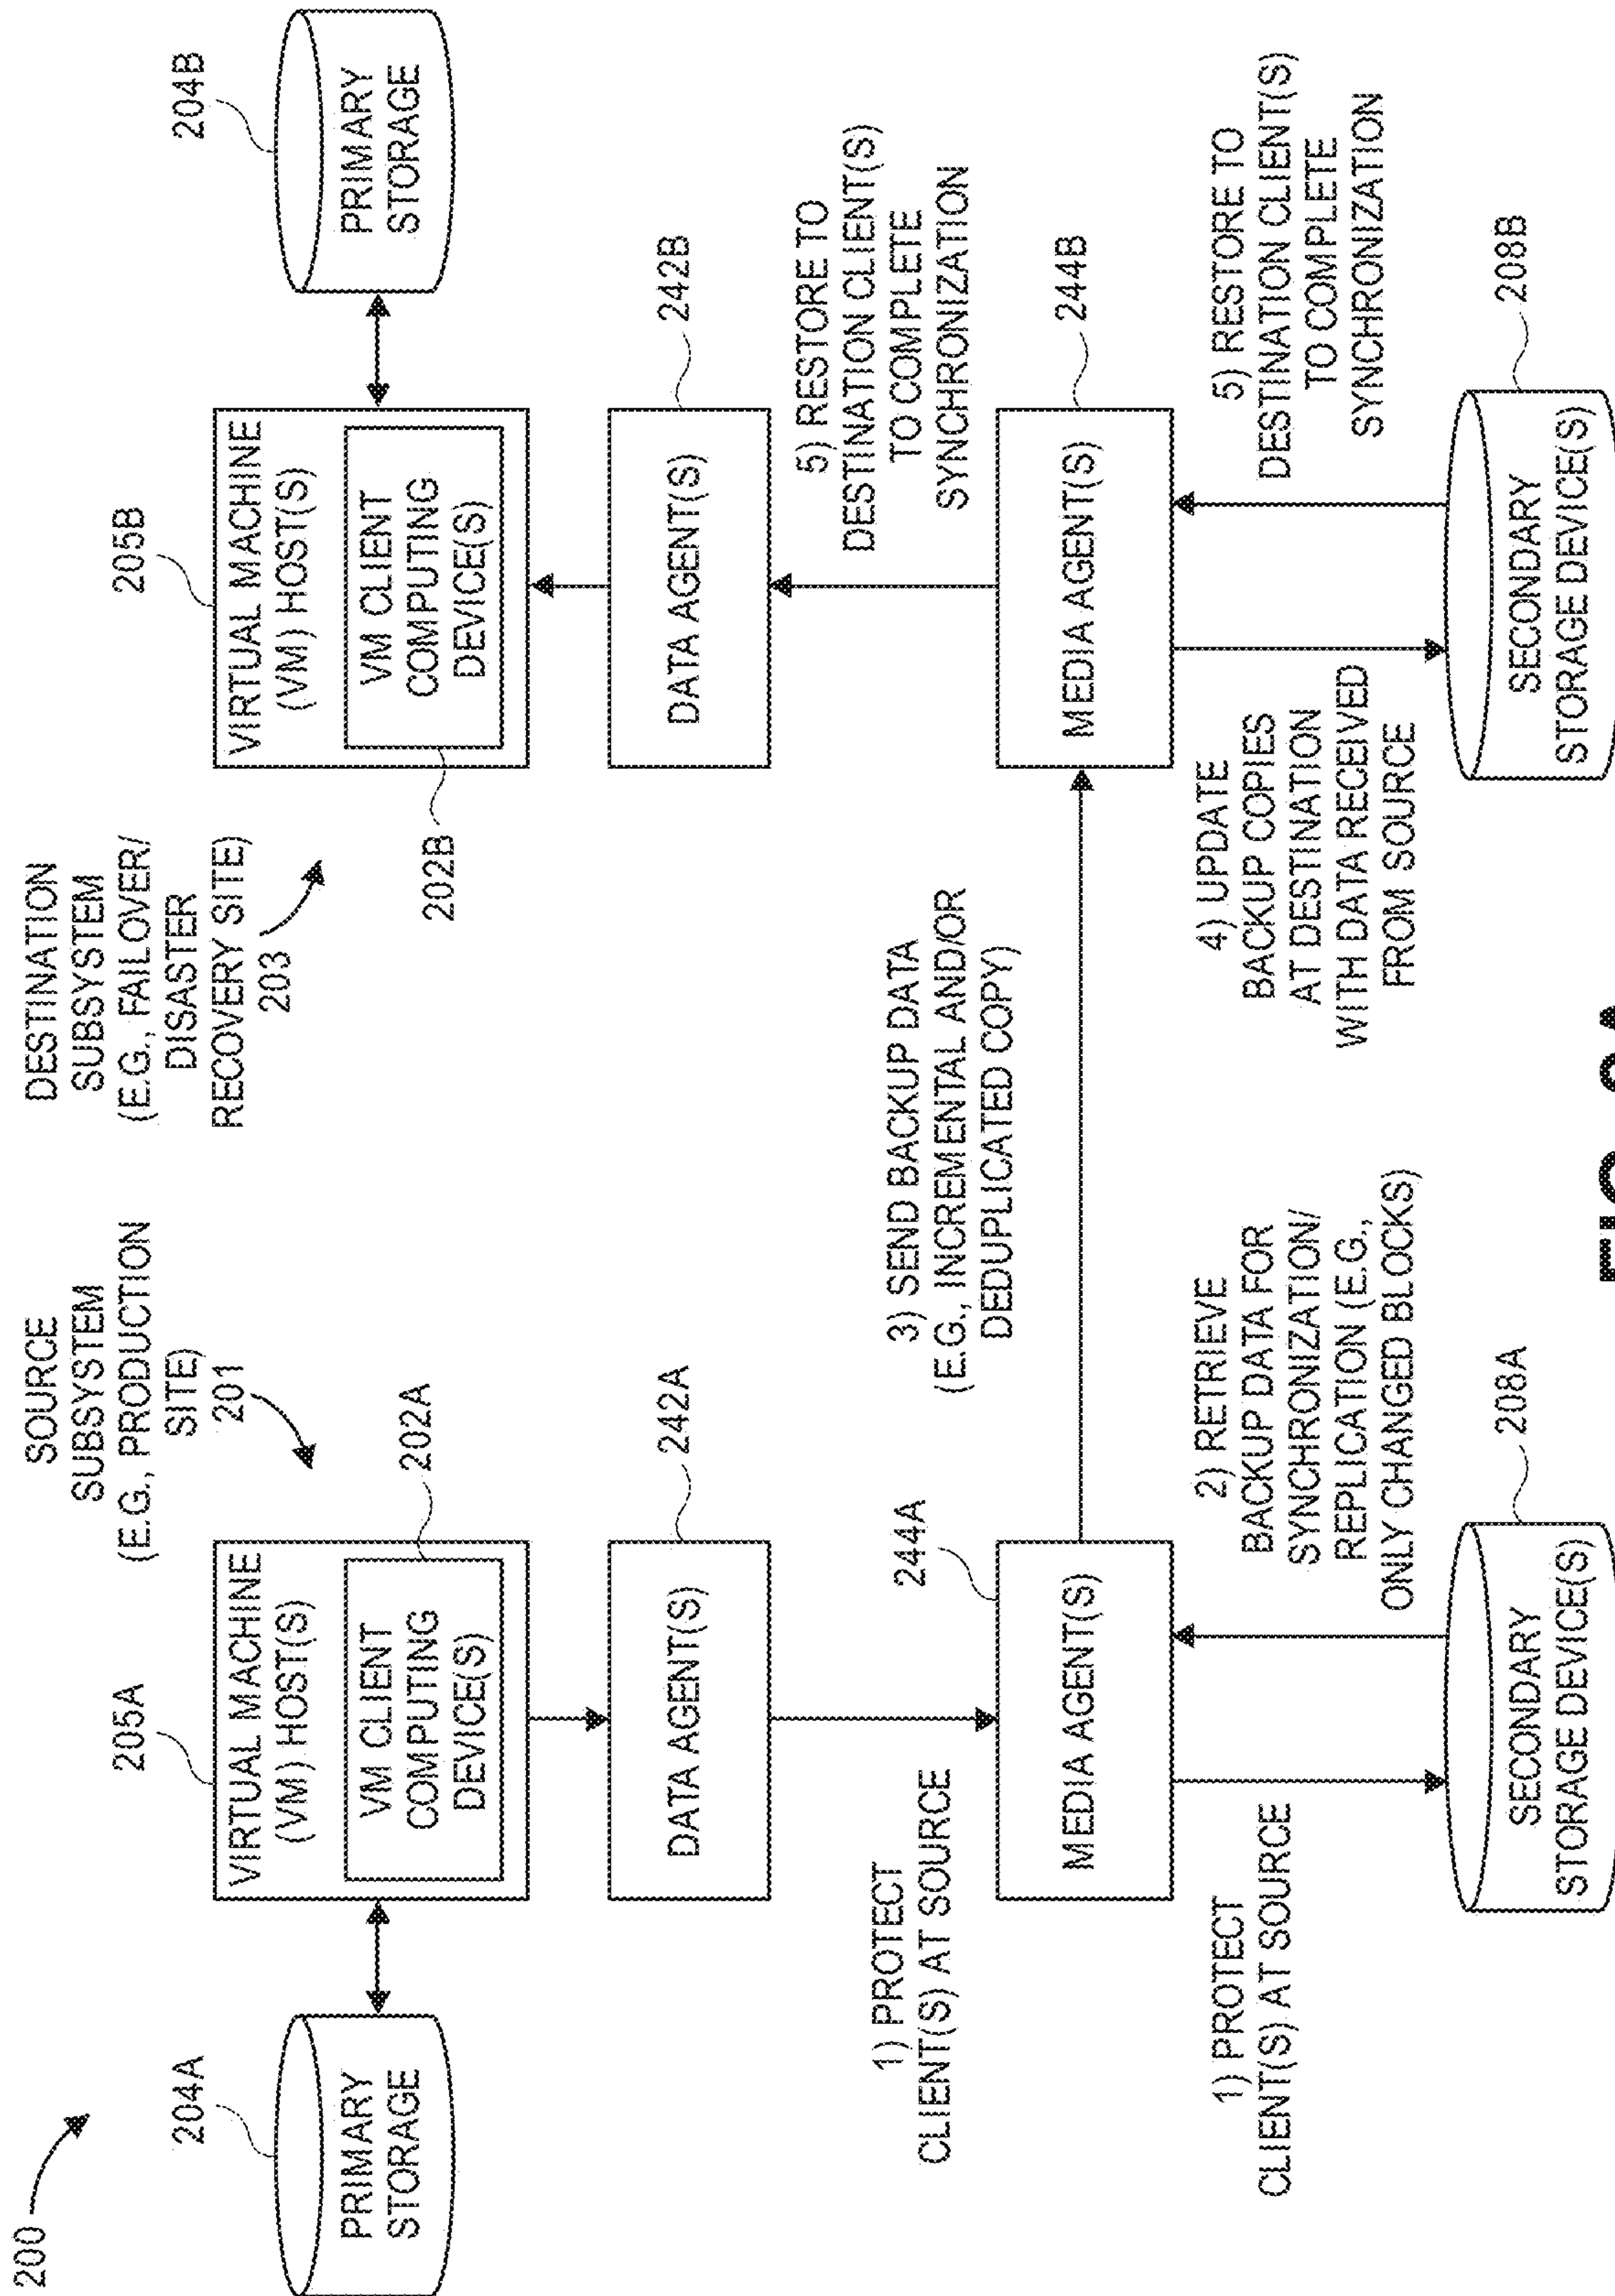 200
SOURCE
SUBSYSTEM
(E.G., PRODUCTION
SITE)
201
DESTINATION
SUBSYSTEM
(E.G., FAILOVER/
DISASTER
RECOVERY SITE)
203
204A
PRIMARY
STORAGE
205A
VIRTUAL MACHINE
(VM) HOST(S)
VM CLIENT
COMPUTING
DEVICE(S)
202A
205B
VIRTUAL MACHINE
(VM) HOST(S)
VM CLIENT
COMPUTING
DEVICE(S)
202B
204B
PRIMARY
STORAGE
DATA AGENT(S)
242A
DATA AGENT(S)
242B
1) PROTECT
CLIENT(S) AT SOURCE
3) SEND BACKUP DATA
(E.G., INCREMENTAL AND/OR
DEDUPLICATED COPY)
5) RESTORE TO
DESTINATION CLIENT(S)
TO COMPLETE
SYNCHRONIZATION
MEDIA AGENT(S)
244A
MEDIA AGENT(S)
244B
1) PROTECT
CLIENT(S) AT SOURCE
2) RETRIEVE
BACKUP DATA FOR
SYNCHRONIZATION/
REPLICATION (E.G.,
ONLY CHANGED BLOCKS)
4) UPDATE
BACKUP COPIES
AT DESTINATION
WITH DATA RECEIVED
FROM SOURCE
5) RESTORE TO
DESTINATION CLIENT(S)
TO COMPLETE
SYNCHRONIZATION
SECONDARY
STORAGE DEVICE(S)
208A
SECONDARY
STORAGE DEVICE(S)
208B